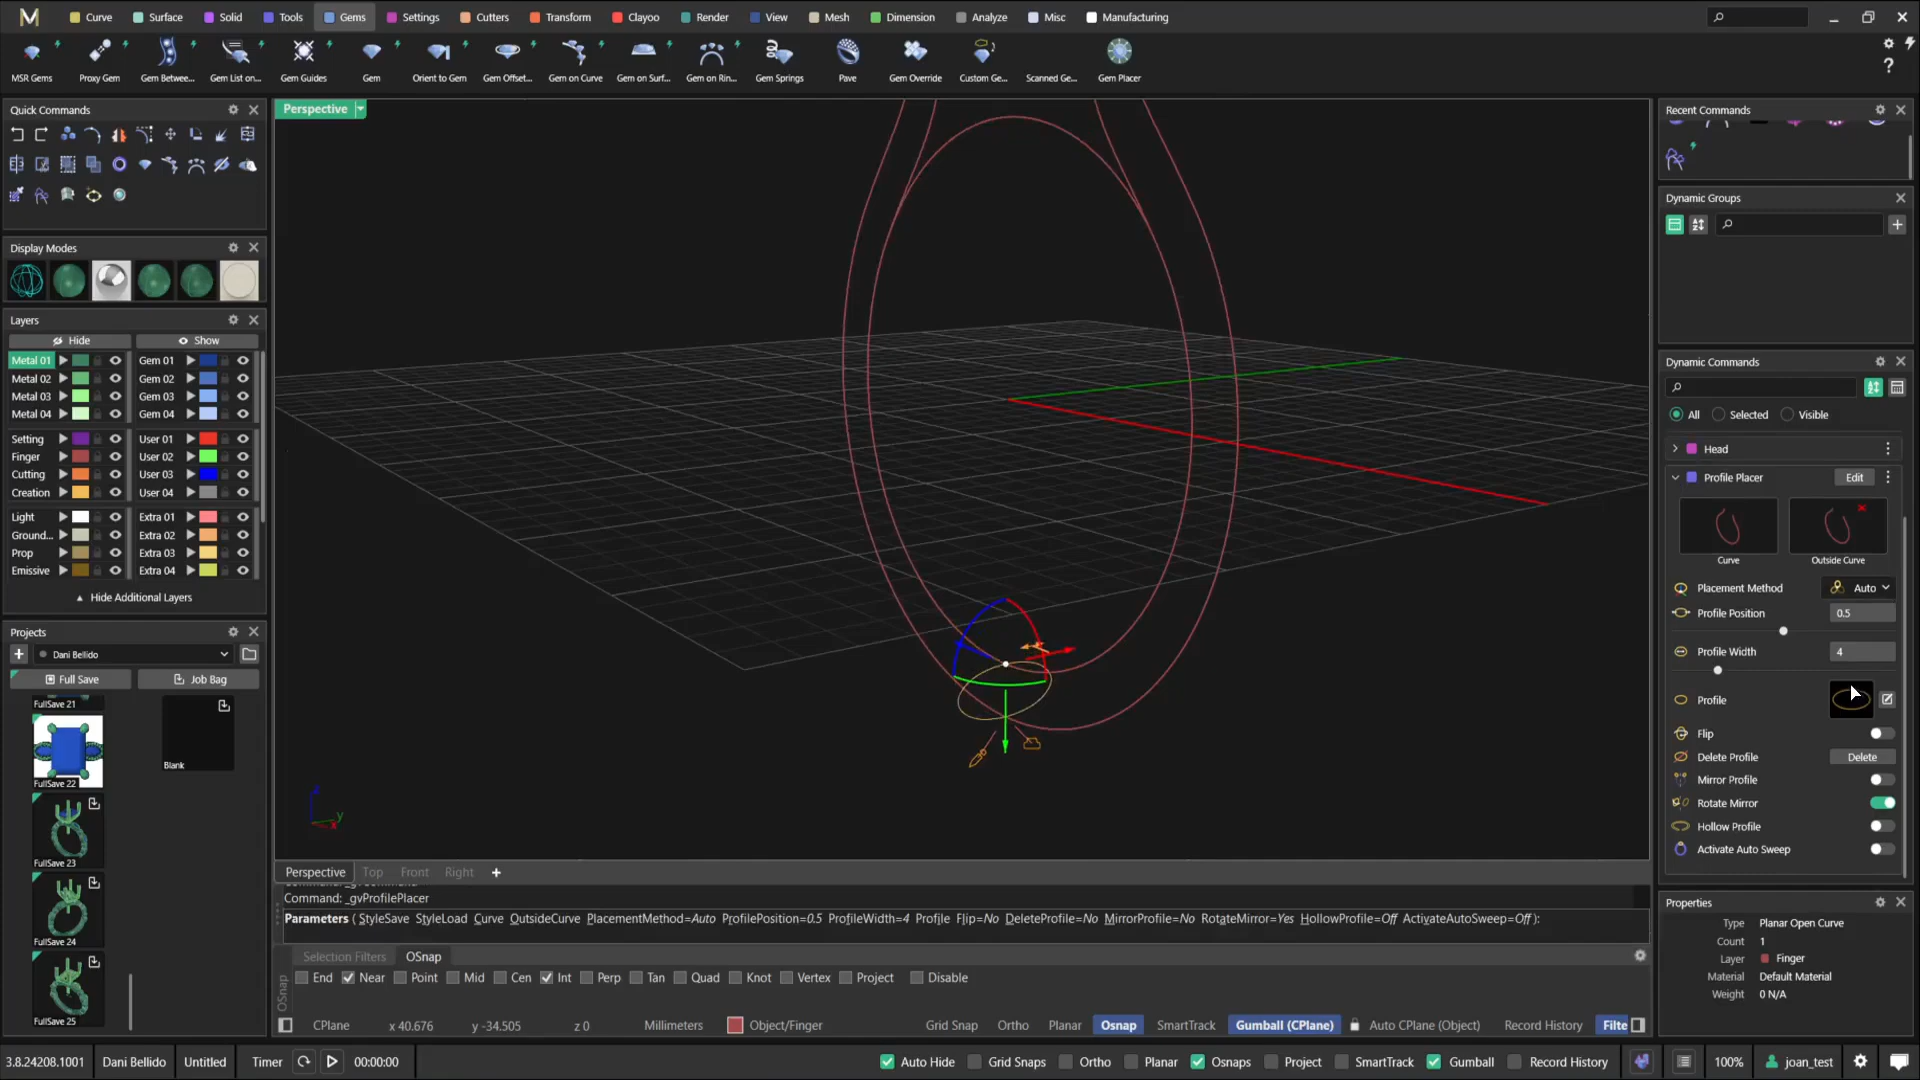 Curve Surface Solid Tools Gems Settings Cutters Transform Clayoo Render View Mesh Dimension Analyze Misc Manufacturing
MSR Gems Proxy Gem Gem Betwee... Gem List on... Gem Guides Gem Orient to Gem Gem Offset... Gem on Curve Gem on Surf... Gem on Rin... Gem Springs Pave Gem Override Custom Ge... Scanned Ge... Gem Placer
Quick Commands
Display Modes
Layers
Hide Show
Metal 01 Gem 01
Metal 02 Gem 02
Metal 03 Gem 03
Metal 04 Gem 04
Setting User 01
Finger User 02
Cutting User 03
Creation User 04
Light Extra 01
Ground... Extra 02
Prop Extra 03
Emissive Extra 04
Hide Additional Layers
Projects
Dani Bellido
Full Save Job Bag
FullSave 21
FullSave 22
Blank
FullSave 23
FullSave 24
FullSave 25
Perspective
z
y
x
Perspective Top Front Right
Command: _gvProfilePlacer
Parameters ( StyleSave StyleLoad Curve OutsideCurve PlacementMethod=Auto ProfilePosition=0.5 ProfileWidth=4 Profile Flip=No DeleteProfile=No MirrorProfile=No RotateMirror=Yes HollowProfile=Off ActivateAutoSweep=Off ):
Selection Filters OSnap
OSnap
End Near Point Mid Cen Int Perp Tan Quad Knot Vertex Project Disable
CPlane x 40.676 y -34.505 z 0 Millimeters Object/Finger Grid Snap Ortho Planar Osnap SmartTrack Gumball (CPlane) Auto CPlane (Object) Record History Filte
Recent Commands
Dynamic Groups
Dynamic Commands
All Selected Visible
Head
Profile Placer Edit
Curve Outside Curve
Placement Method Auto
Profile Position 0.5
Profile Width 4
Profile
Flip
Delete Profile Delete
Mirror Profile
Rotate Mirror
Hollow Profile
Activate Auto Sweep
Properties
Type Planar Open Curve
Count 1
Layer Finger
Material Default Material
Weight 0 N/A
3.8.24208.1001 Dani Bellido Untitled Timer 00:00:00 Auto Hide Grid Snaps Ortho Planar Osnaps Project SmartTrack Gumball Record History 100% joan_test